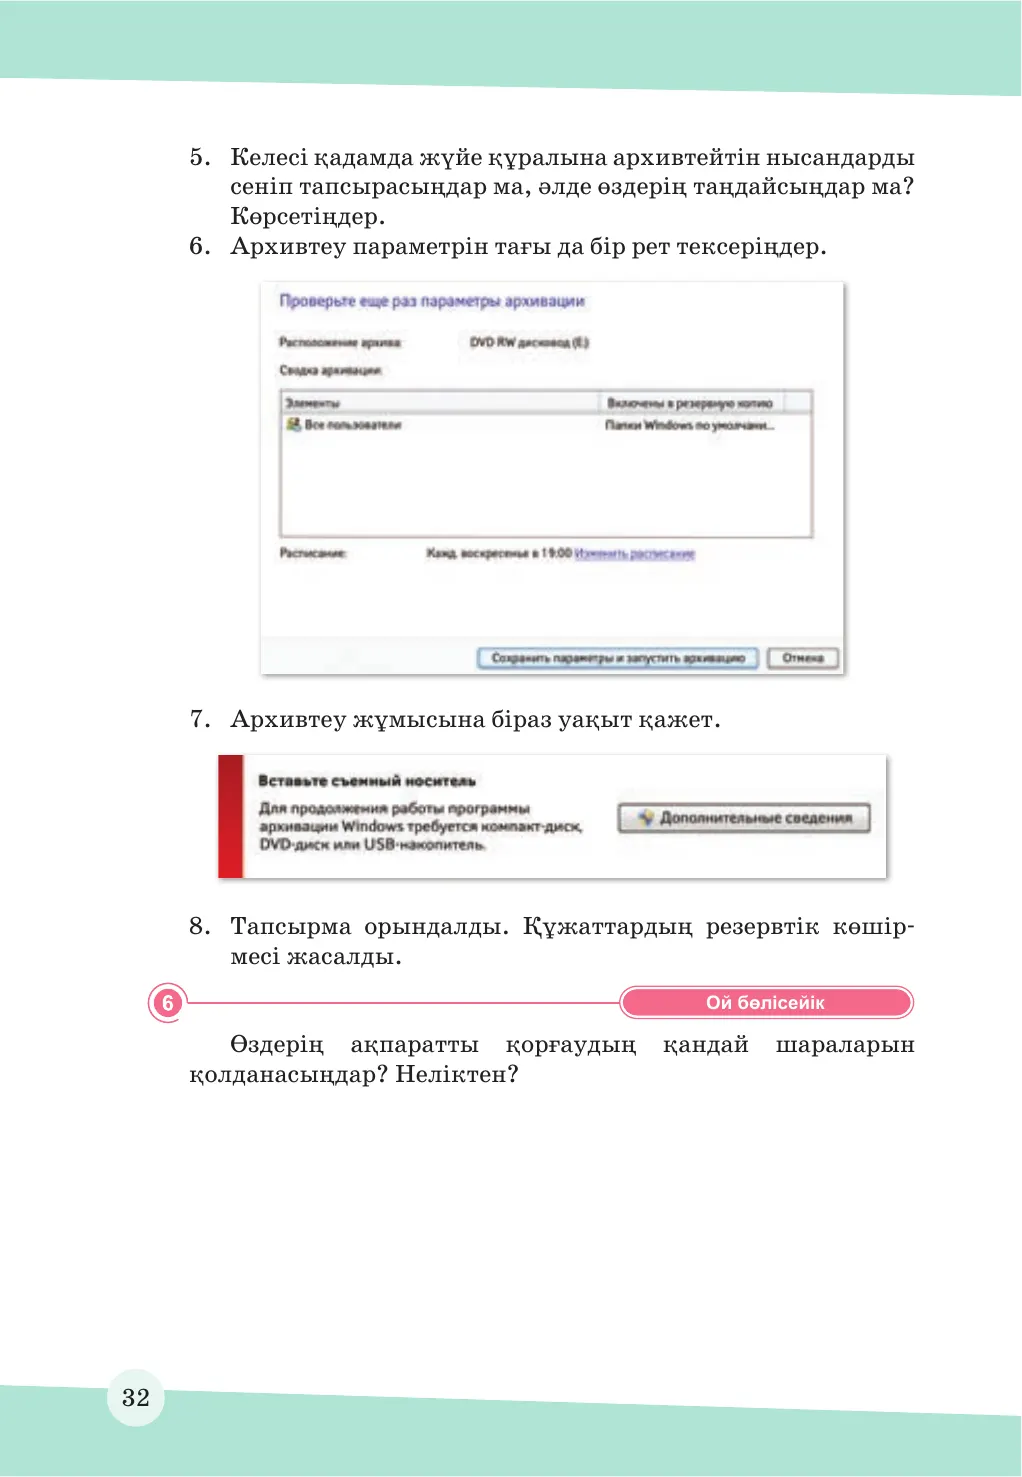 5. Келесі қадамда жүйе құралына архивтейтін нысандарды
сеніп тапсырасыңдар ма, әлде өздерің таңдайсыңдар ма?
Көрсетіңдер.
6. Архивтеу параметрін тағы да бір рет тексеріңдер.
Проверьте еще раз параметры архивации
Расположение архива: DVD RW дисковод (E:)
Сводка архивации:
Элементы Включены в резервную копию
Все пользователи Папки Windows по умолчани...
Расписание: Кажд. воскресенье в 19:00 Изменить расписание
Сохранить параметры и запустить архивацию Отмена
7. Архивтеу жұмысына біраз уақыт қажет.
Вставьте съемный носитель
Для продолжения работы программы
архивации Windows требуется компакт-диск,
DVD-диск или USB-накопитель.
Дополнительные сведения
8. Тапсырма орындалды. Құжаттардың резервтік көшір-
месі жасалды.
6 Ой бөлісейік
Өздерің ақпаратты қорғаудың қандай шараларын
қолданасыңдар? Неліктен?
32